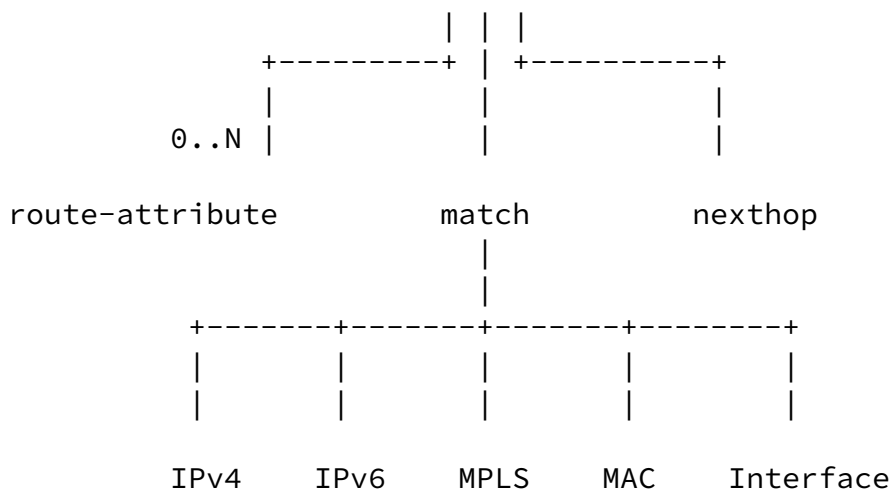 0..N
route-attribute match nexthop
IPv4 IPv6 MPLS MAC Interface